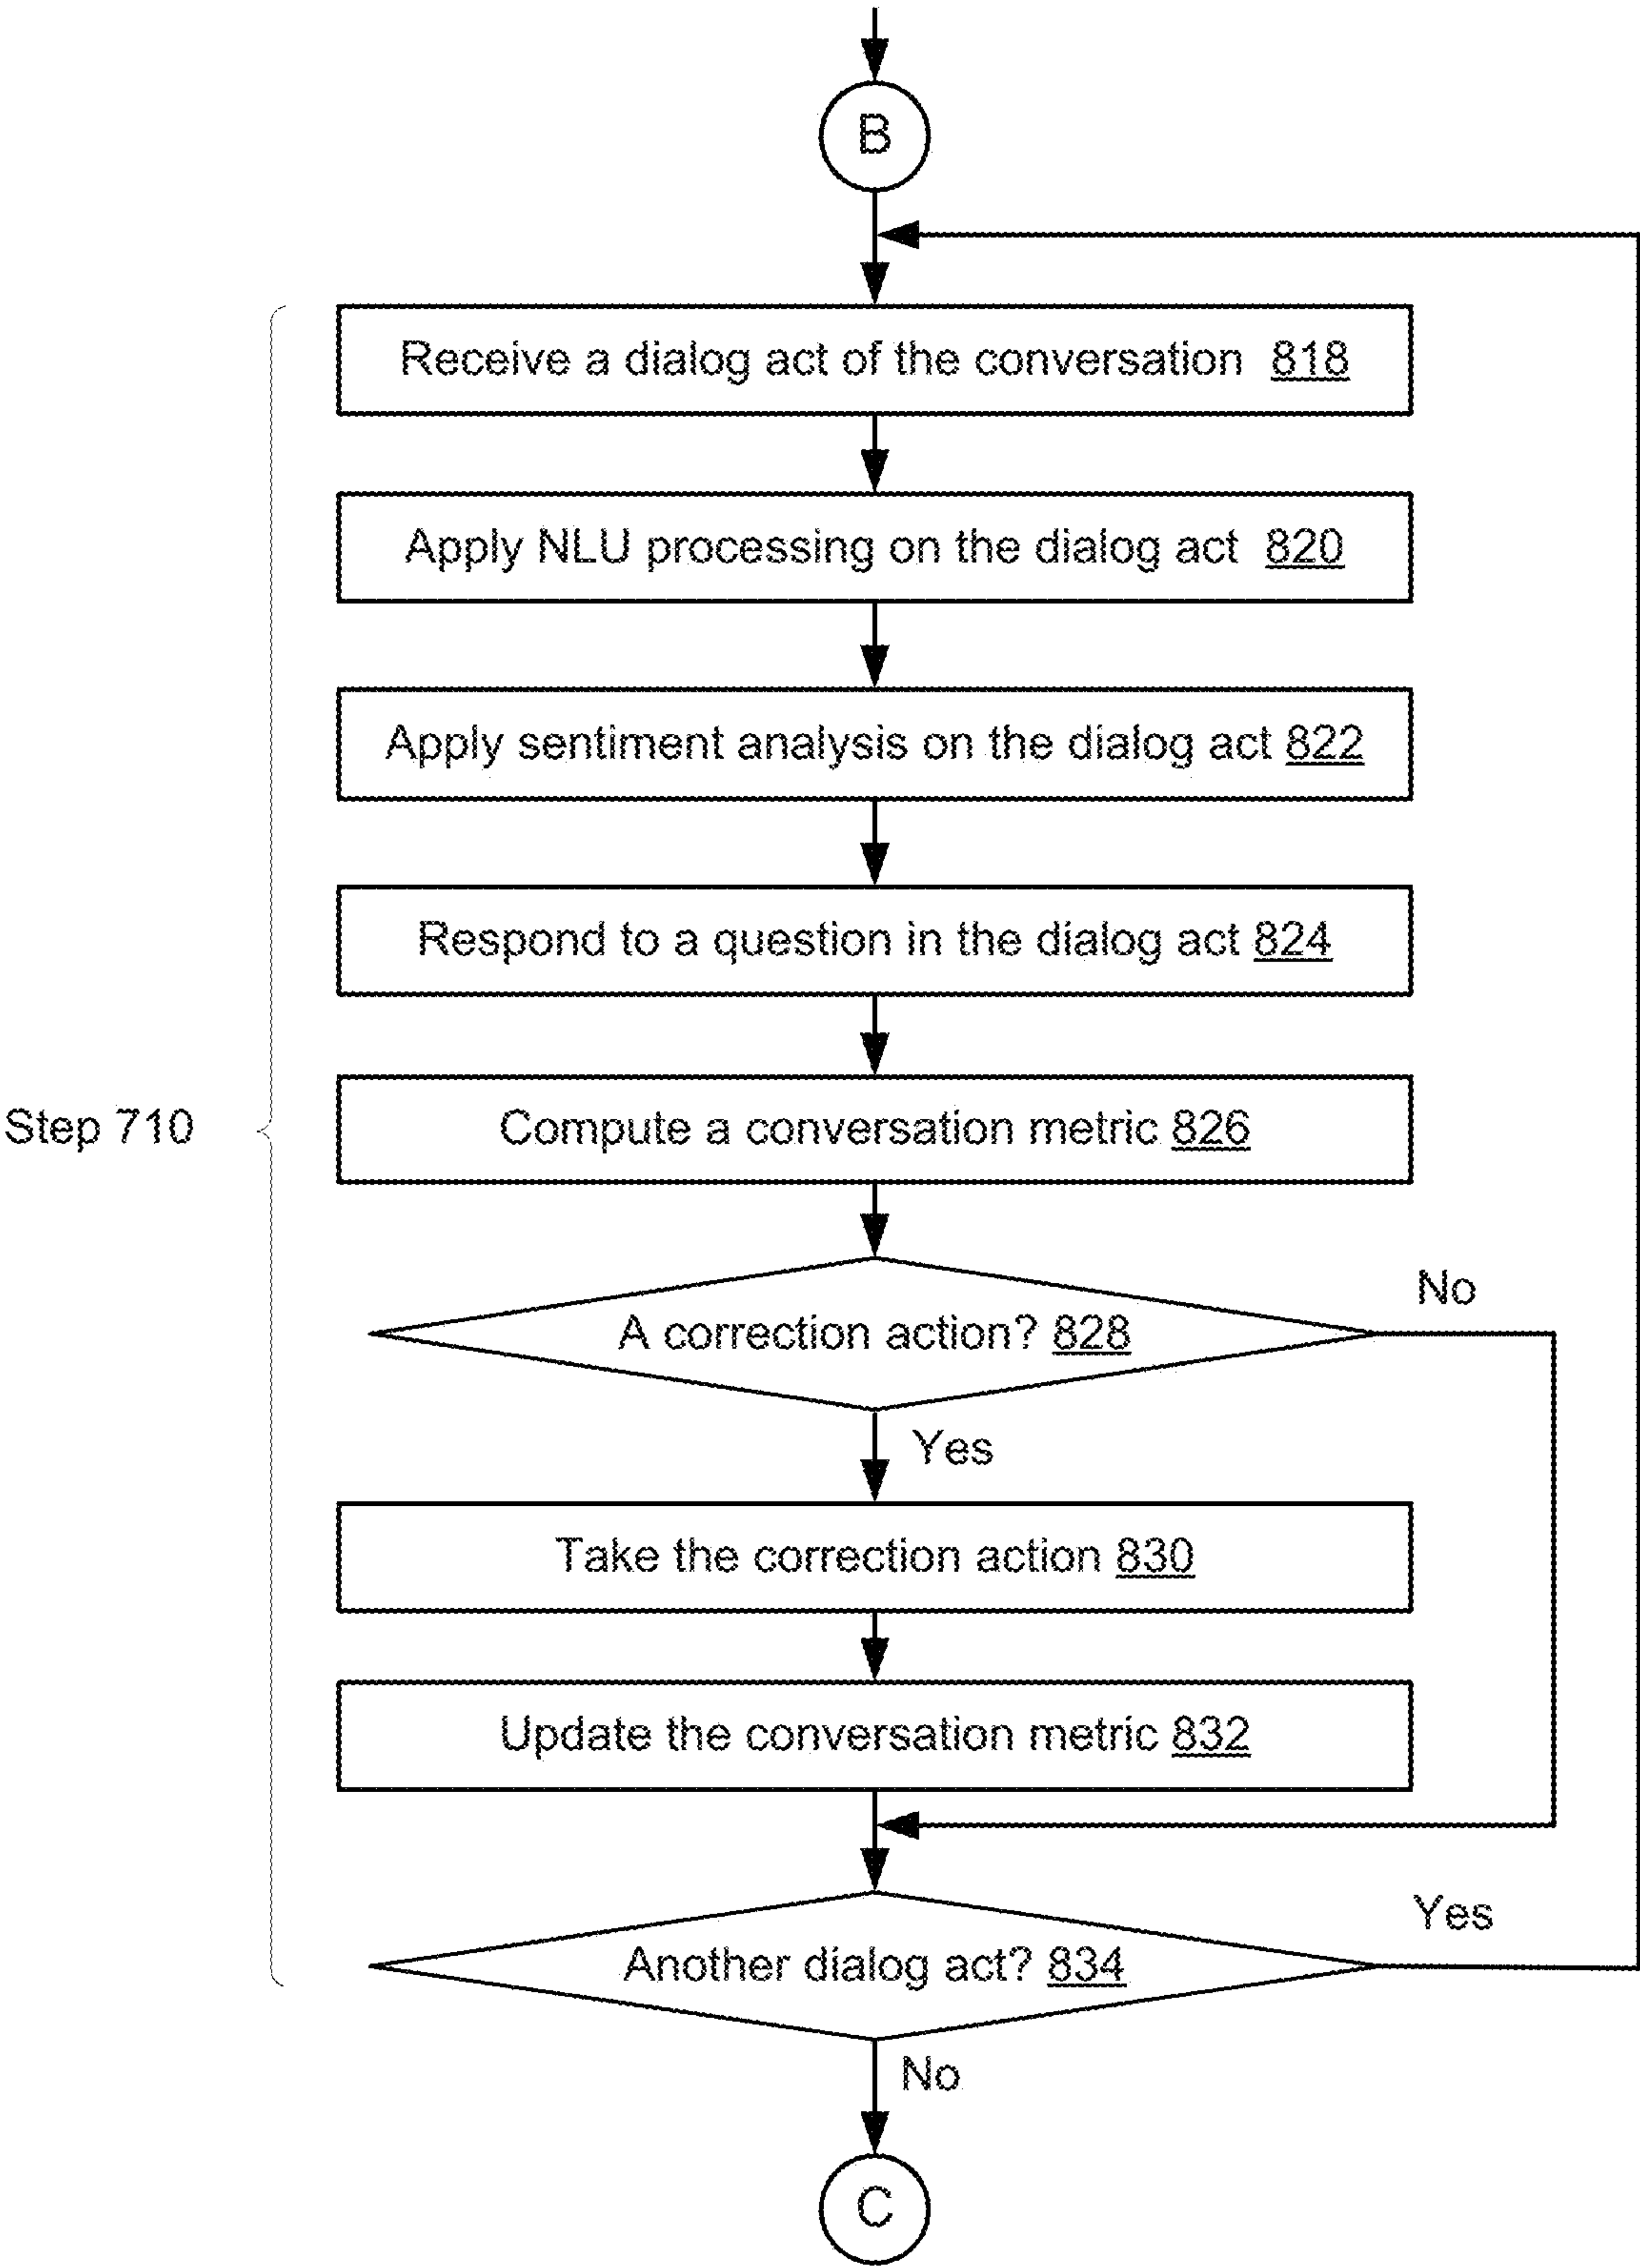 B
Receive a dialog act of the conversation 818
Apply NLU processing on the dialog act 820
Apply sentiment analysis on the dialog act 822
Respond to a question in the dialog act 824
Step 710
Compute a conversation metric 826
No
A correction action? 828
Yes
Take the correction action 830
Update the conversation metric 832
Yes
Another dialog act? 834
No
C